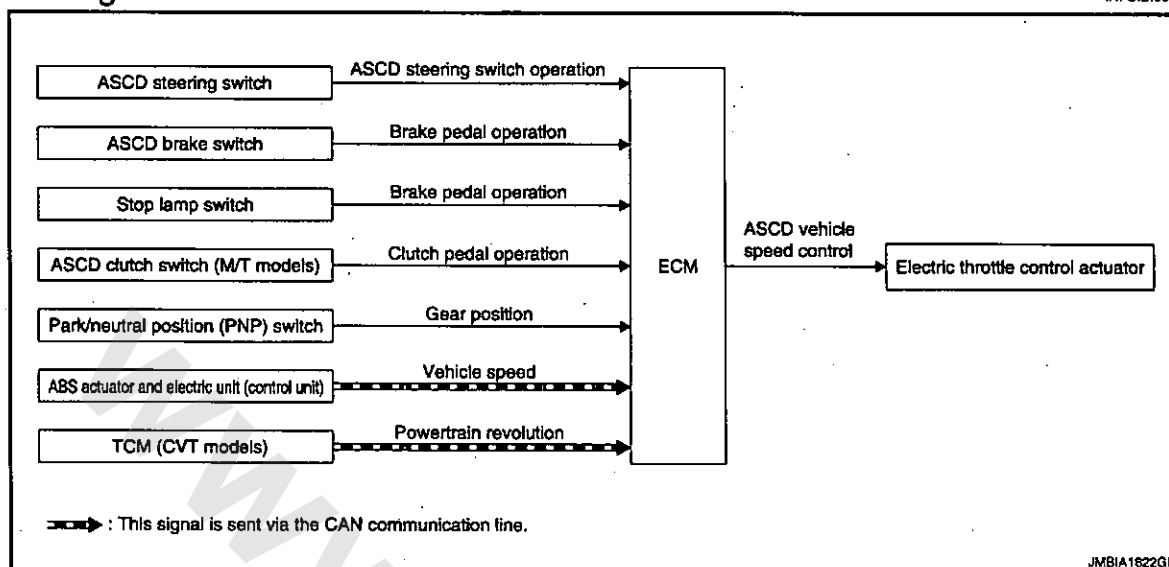 ASCD steering switch
ASCD steering switch operation
ASCD brake switch
Brake pedal operation
Stop lamp switch
Brake pedal operation
ASCD clutch switch (M/T models)
Clutch pedal operation
Park/neutral position (PNP) switch
Gear position
ABS actuator and electric unit (control unit)
Vehicle speed
TCM (CVT models)
Powertrain revolution
ECM
ASCD vehicle
speed control
Electric throttle control actuator
: This signal is sent via the CAN communication line.